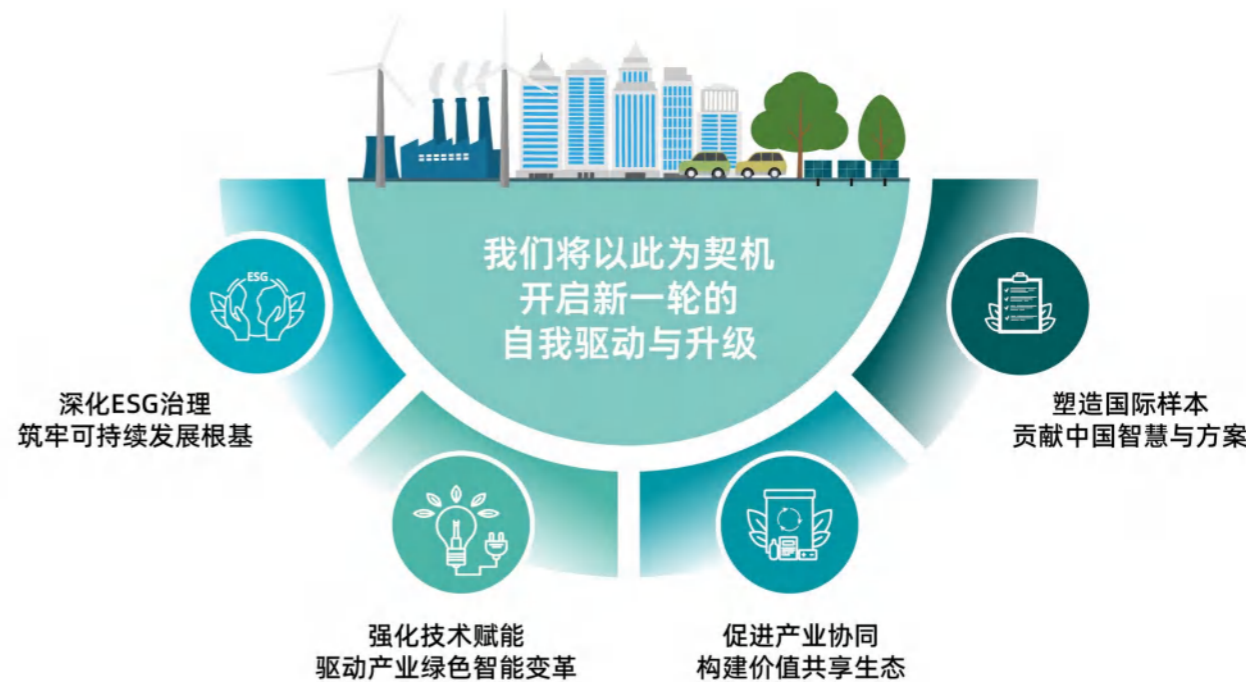 我们将以此为契机
开启新一轮的
自我驱动与升级
ESG
深化ESG治理
筑牢可持续发展根基
强化技术赋能
驱动产业绿色智能变革
促进产业协同
构建价值共享生态
塑造国际样本
贡献中国智慧与方案